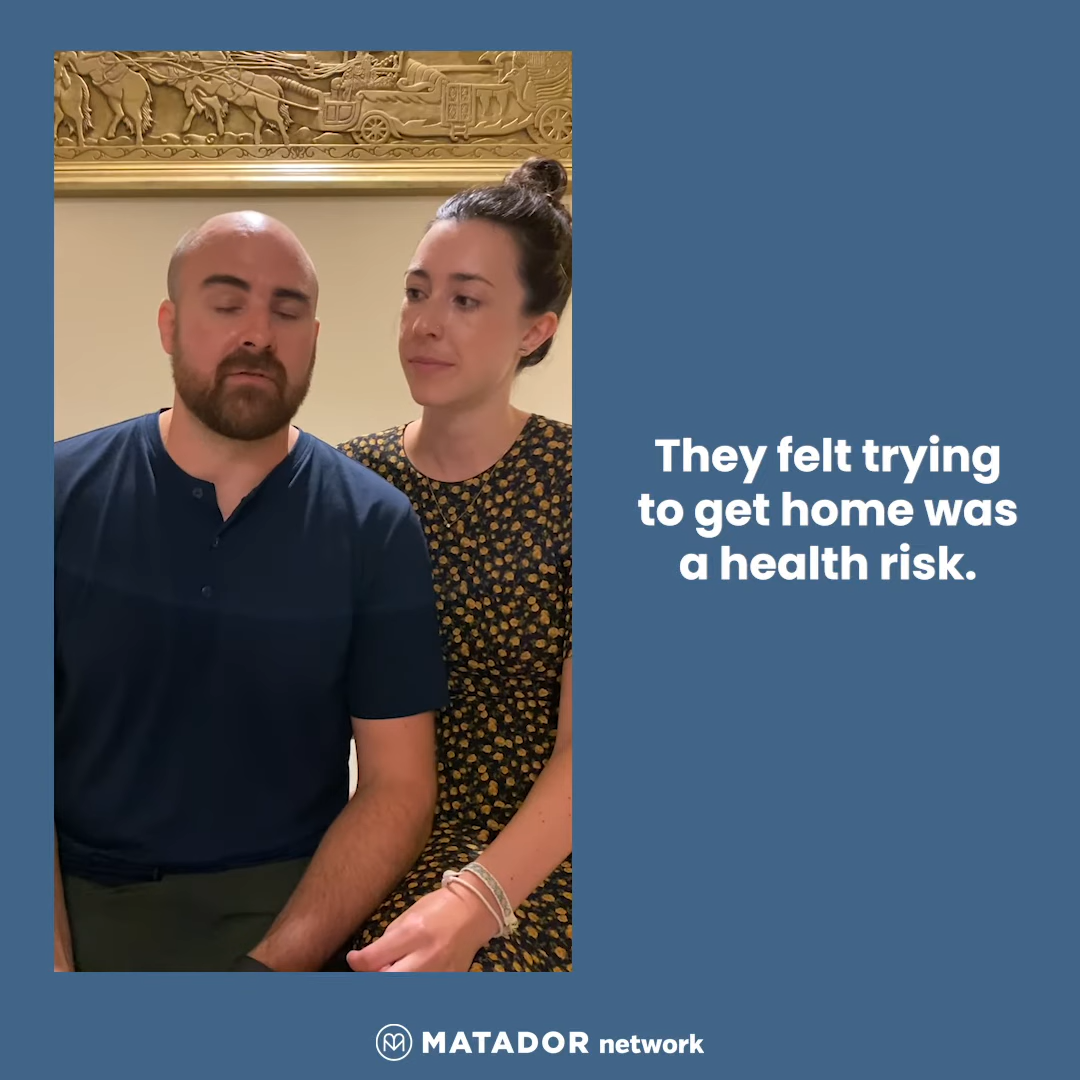 They felt trying
to get home was
a health risk.
MATADOR network